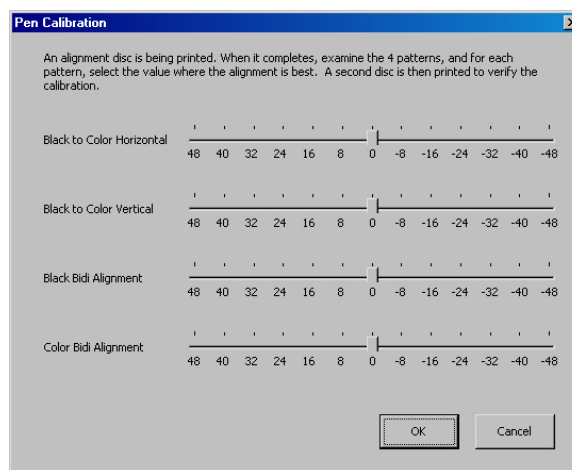 Pen Calibration
An alignment disc is being printed. When it completes, examine the 4 patterns, and for each
pattern, select the value where the alignment is best. A second disc is then printed to verify the
calibration.
Black to Color Horizontal
48 40 32 24 16 8 0 -8 -16 -24 -32 -40 -48
Black to Color Vertical
48 40 32 24 16 8 0 -8 -16 -24 -32 -40 -48
Black Bidi Alignment
48 40 32 24 16 8 0 -8 -16 -24 -32 -40 -48
Color Bidi Alignment
48 40 32 24 16 8 0 -8 -16 -24 -32 -40 -48
OK Cancel